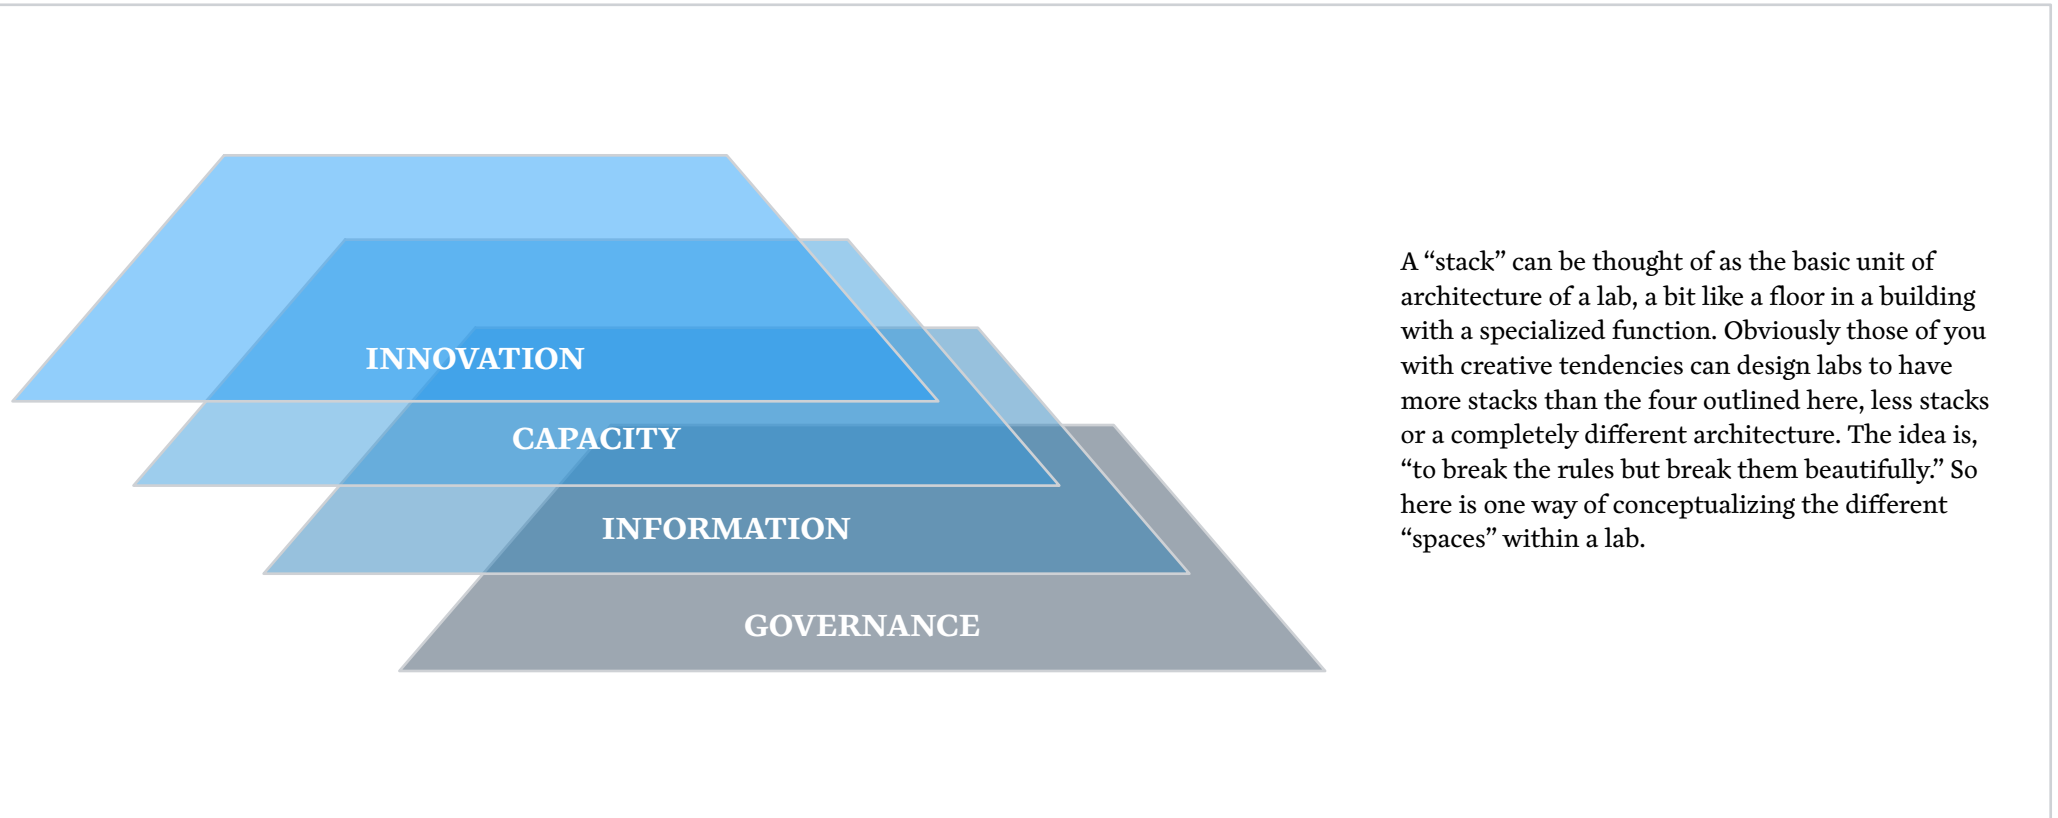 INNOVATION
CAPACITY
INFORMATION
GOVERNANCE
A “stack” can be thought of as the basic unit of
architecture of a lab, a bit like a floor in a building
with a specialized function. Obviously those of you
with creative tendencies can design labs to have
more stacks than the four outlined here, less stacks
or a completely different architecture. The idea is,
“to break the rules but break them beautifully.” So
here is one way of conceptualizing the different
“spaces” within a lab.